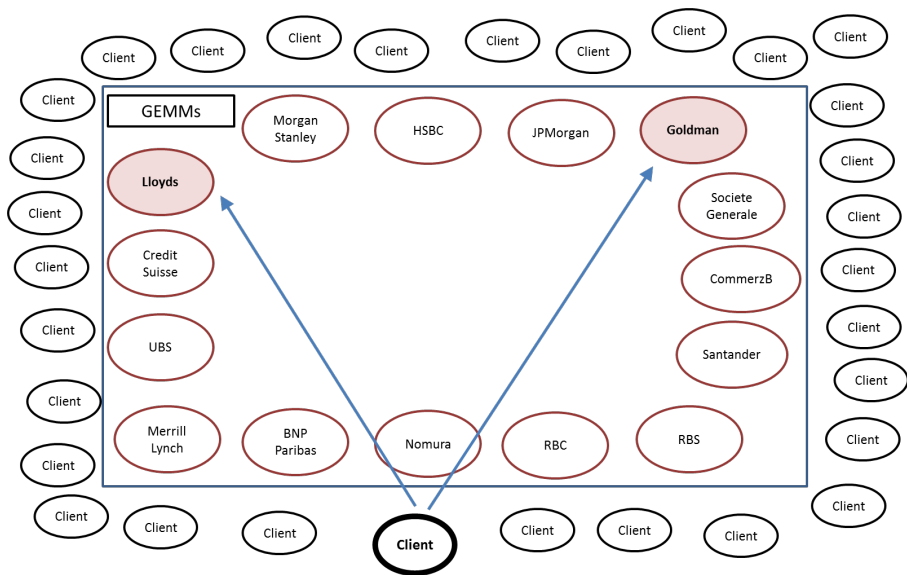 Client
Client
Client
Client
Client
Client
Client
Client
Client
Client
GEMMs
Morgan
Stanley
HSBC
JPMorgan
Goldman
Client
Client
Lloyds
Client
Client
Societe
Generale
Client
Client
Credit
Suisse
CommerzB
Client
Client
UBS
Santander
Client
Client
Client
Merrill
Lynch
BNP
Paribas
Nomura
RBC
RBS
Client
Client
Client
Client
Client
Client
Client
Client
Client
Client